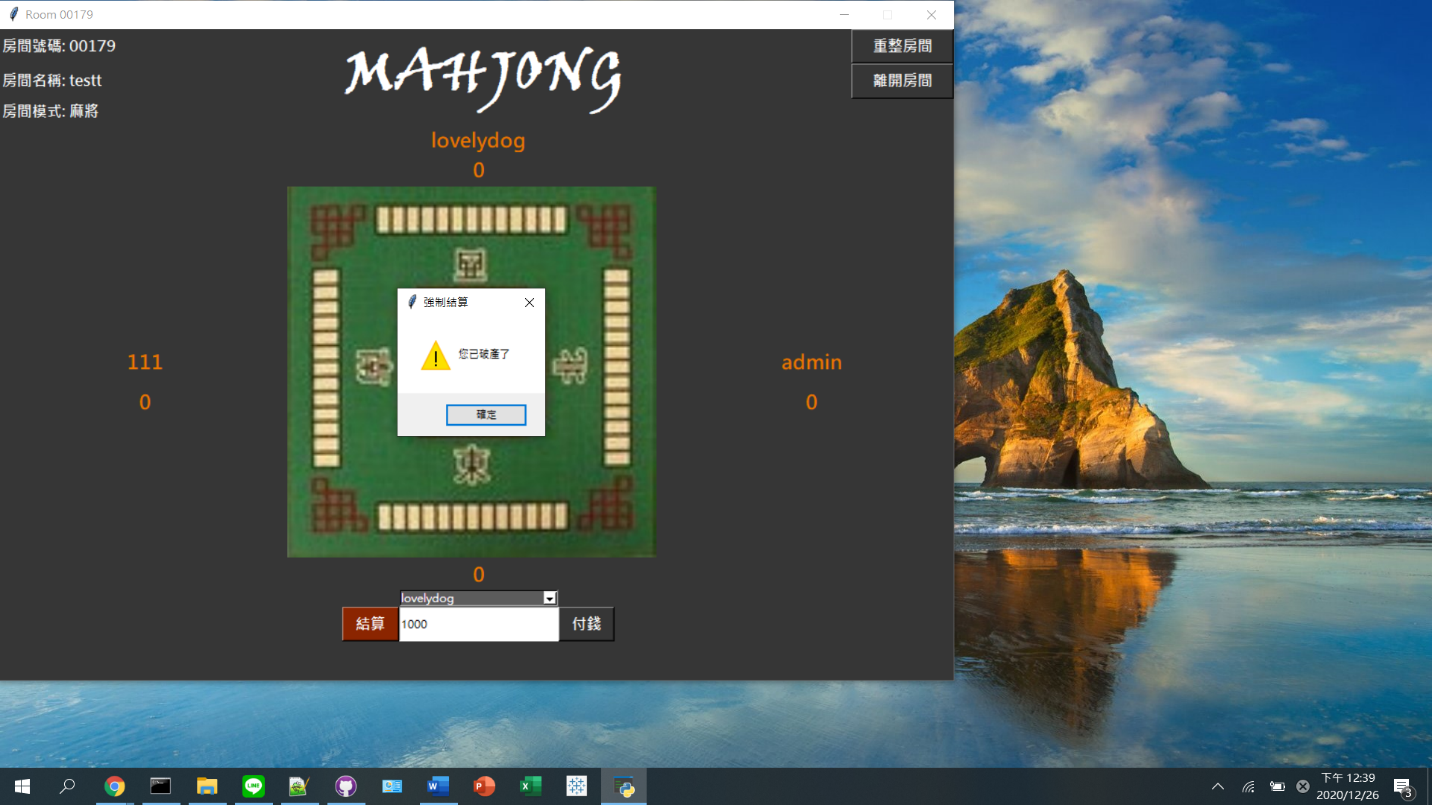 Room 00179
房間號碼: 00179
MAHJONG
重整房間
房間名稱: testt
離開房間
房間模式: 麻將
lovelydog
0
強制結算
您已破產了
確定
111
0
admin
0
東
0
lovelydog
結算
1000
付錢
下午 12:39
2020/12/26
3